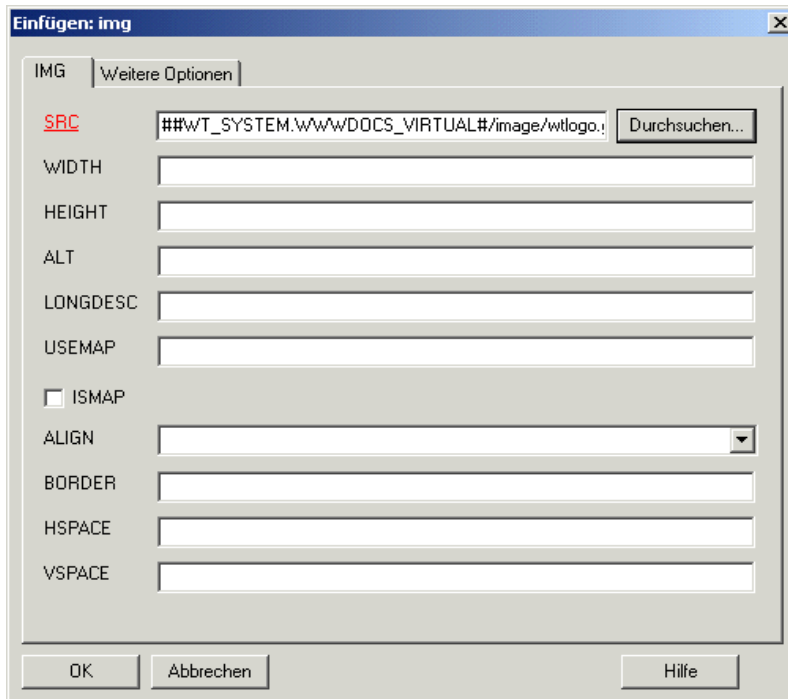 Einfügen: img
IMG
Weitere Optionen
SRC
##WT_SYSTEM.WWWDOCS_VIRTUAL#/image/wtlogo.g
Durchsuchen...
WIDTH
HEIGHT
ALT
LONGDESC
USEMAP
ISMAP
ALIGN
BORDER
HSPACE
VSPACE
OK
Abbrechen
Hilfe